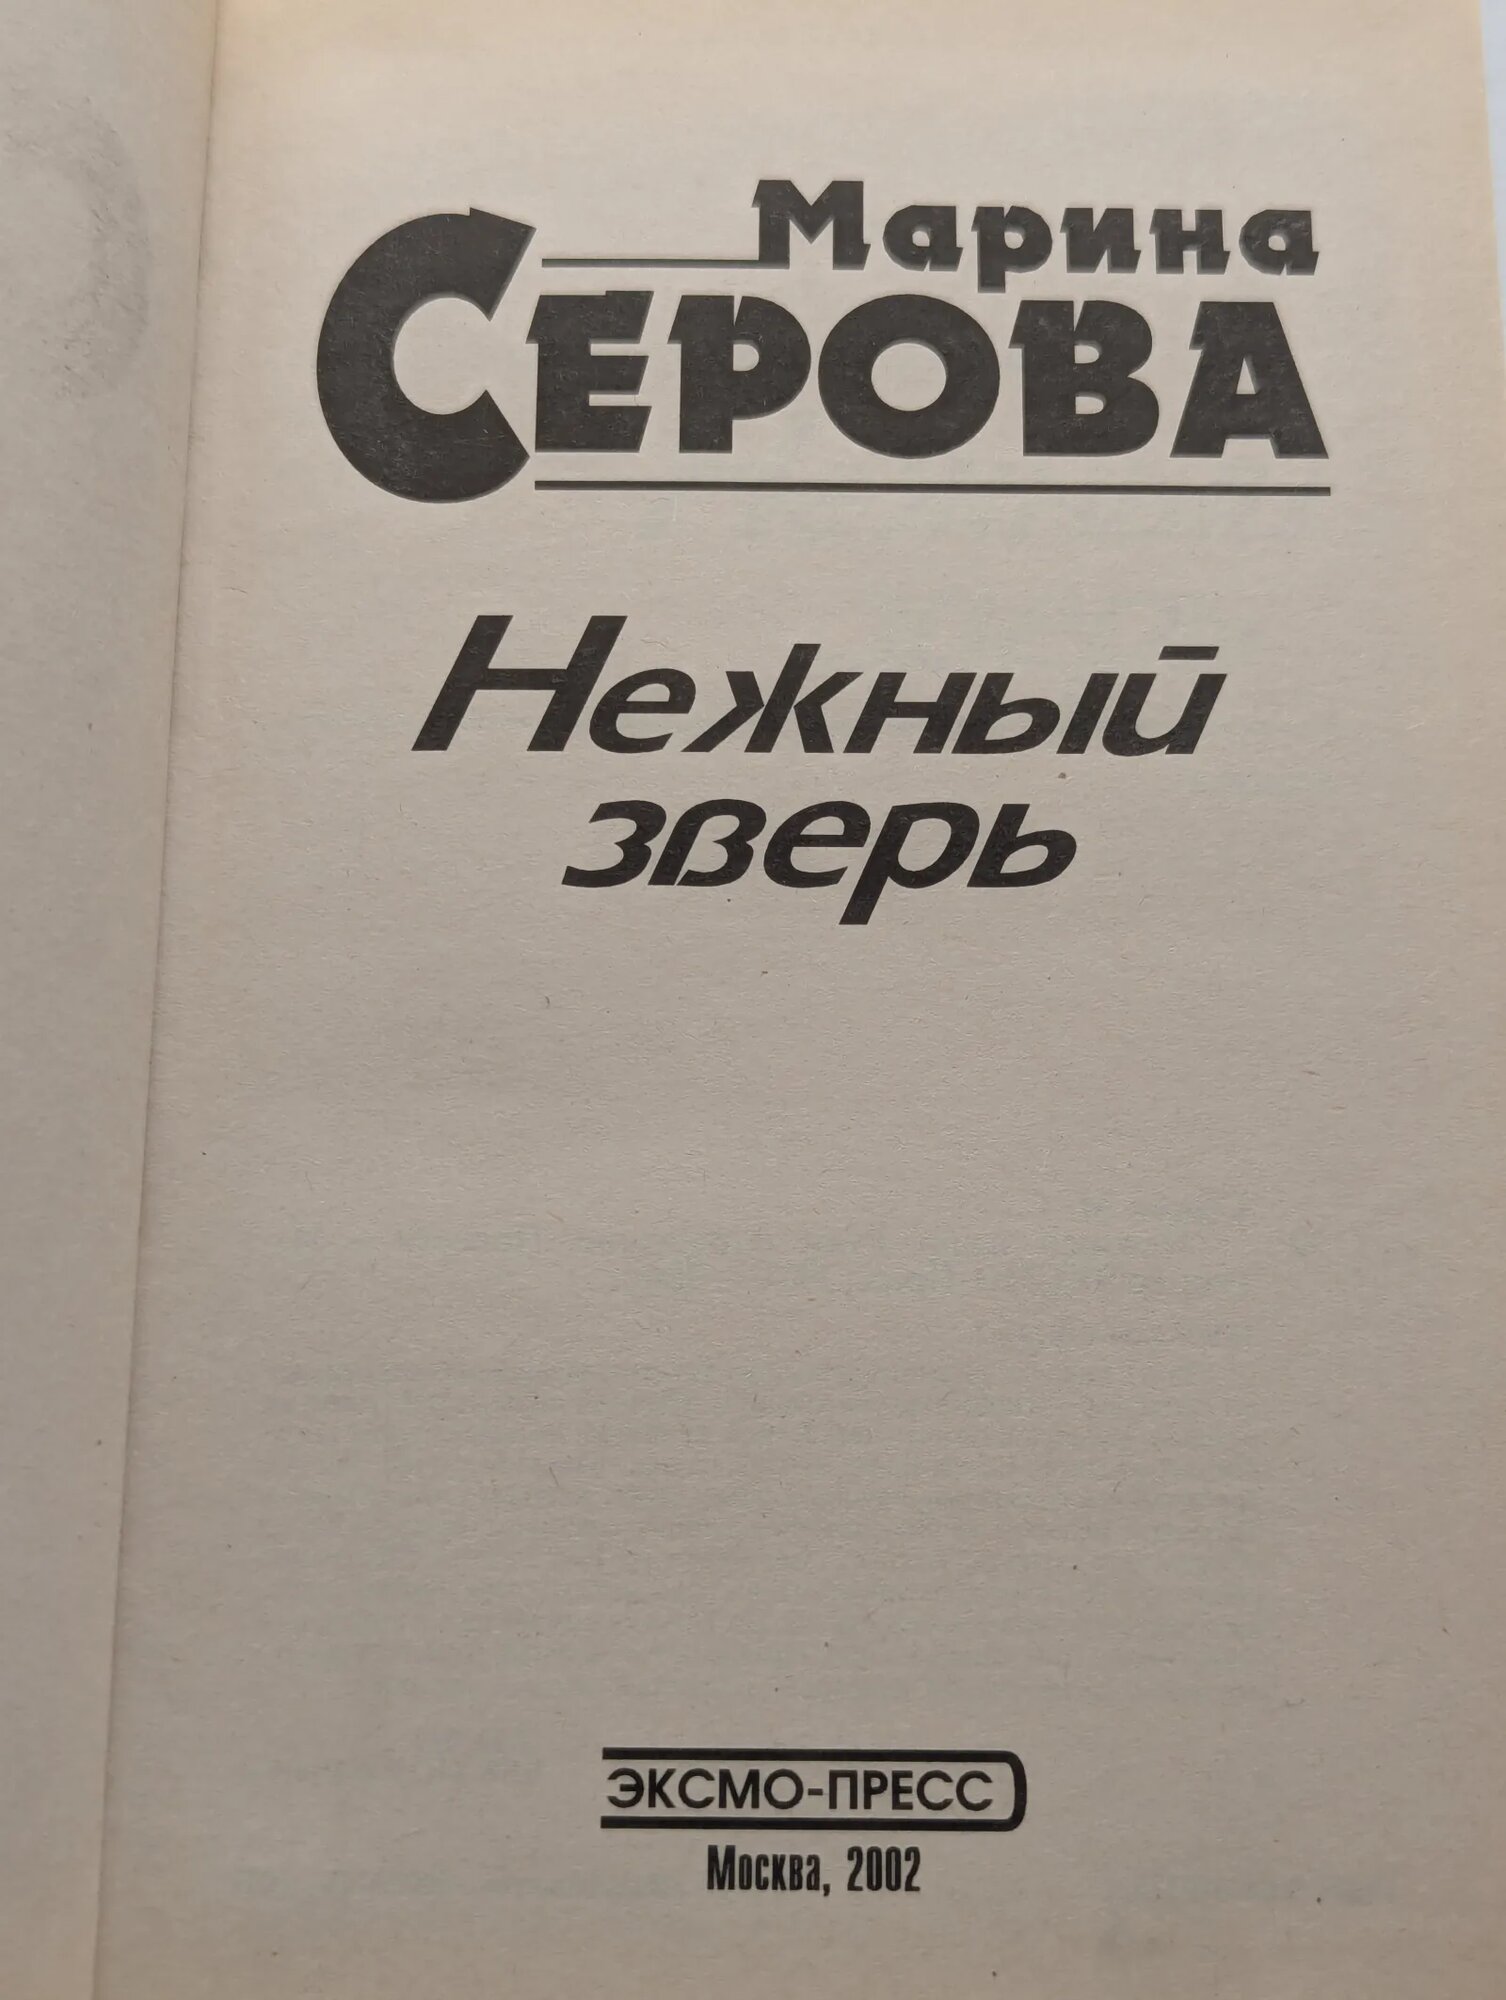 Марина
СЕРОВА
Нежный
зверь
ЭКСМО-ПРЕСС
Москва, 2002